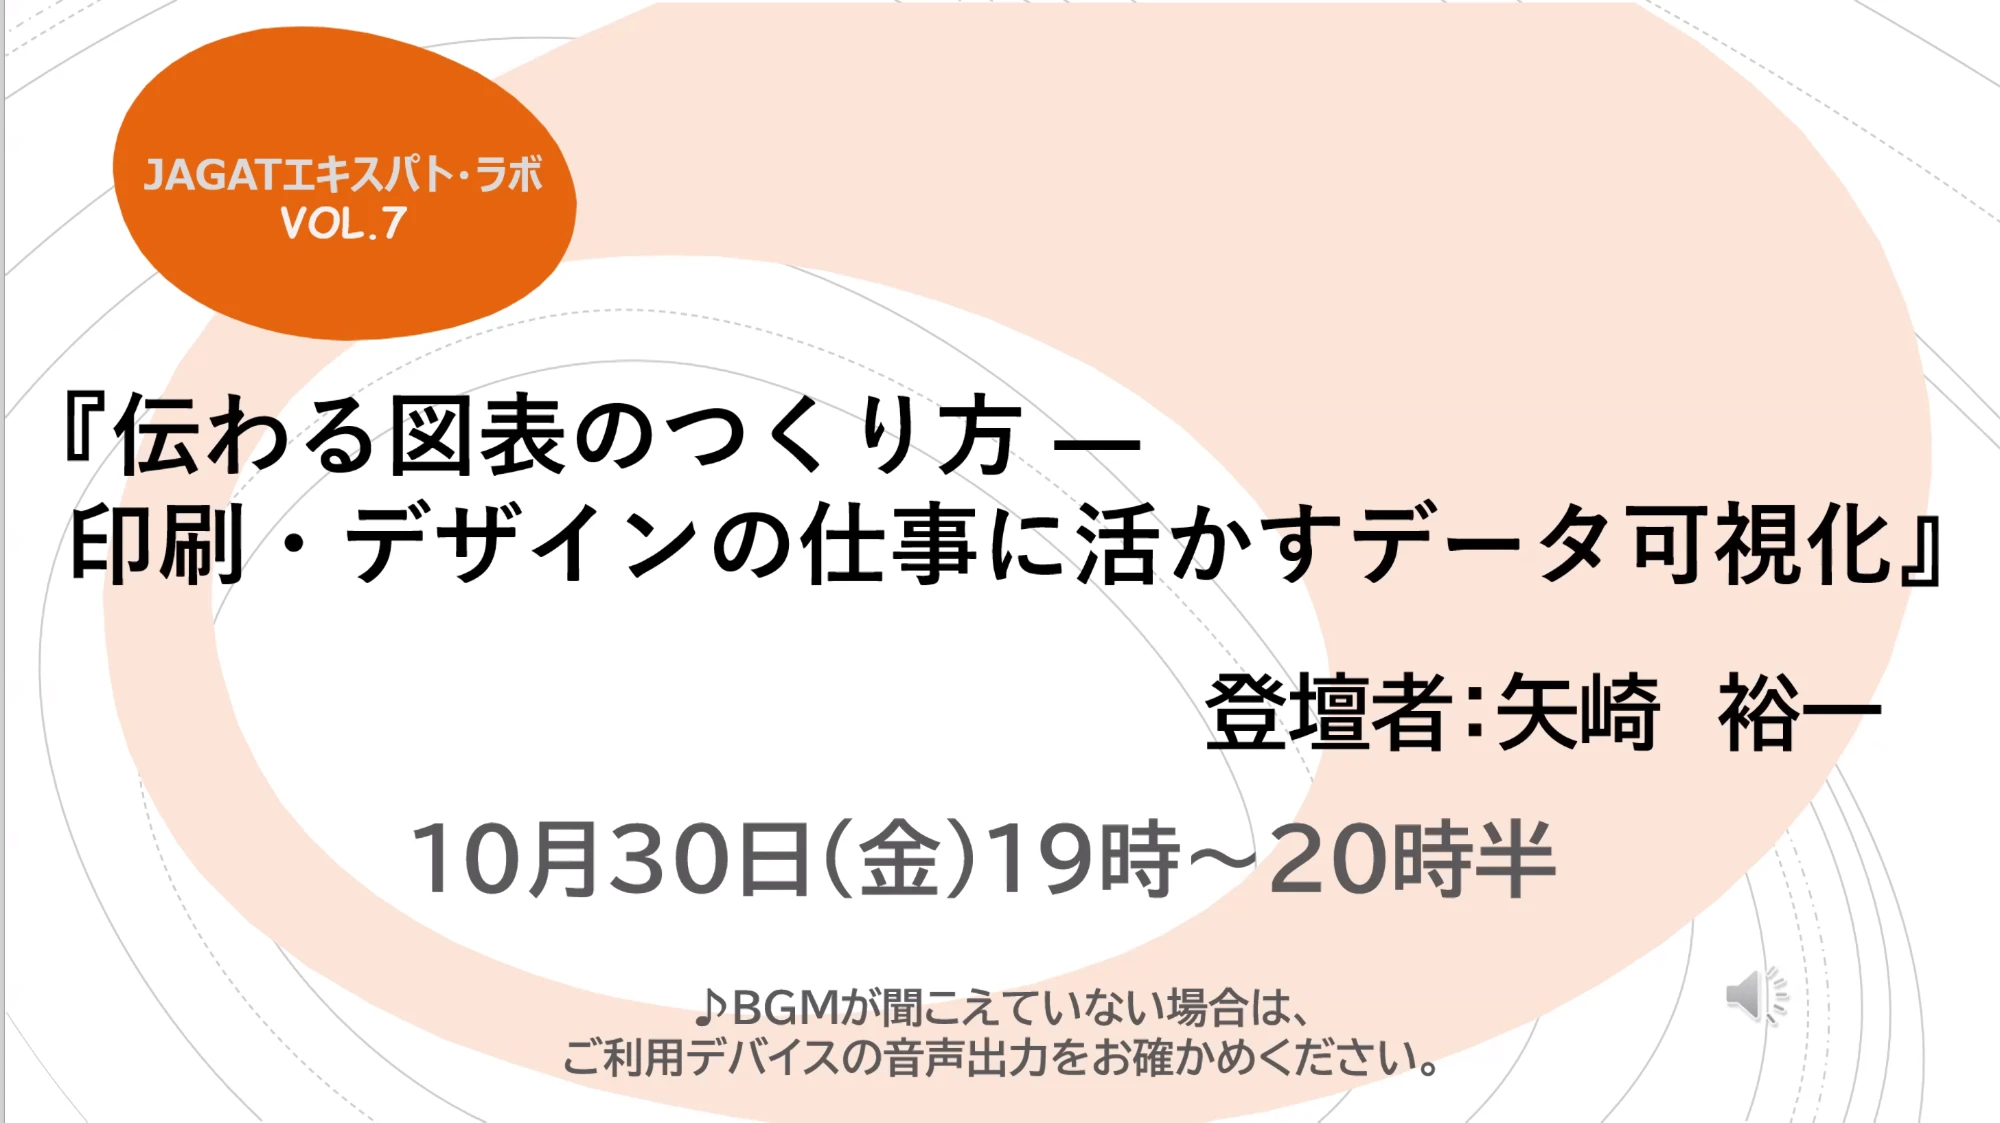 JAGATエキスパト・ラボ
VOL.7
『伝わる図表のつくり方 ―
印刷・デザインの仕事に活かすデータ可視化』
登壇者：矢崎　裕一
10月30日（金）19時～20時半
♪BGMが聞こえていない場合は、
ご利用デバイスの音声出力をお確かめください。